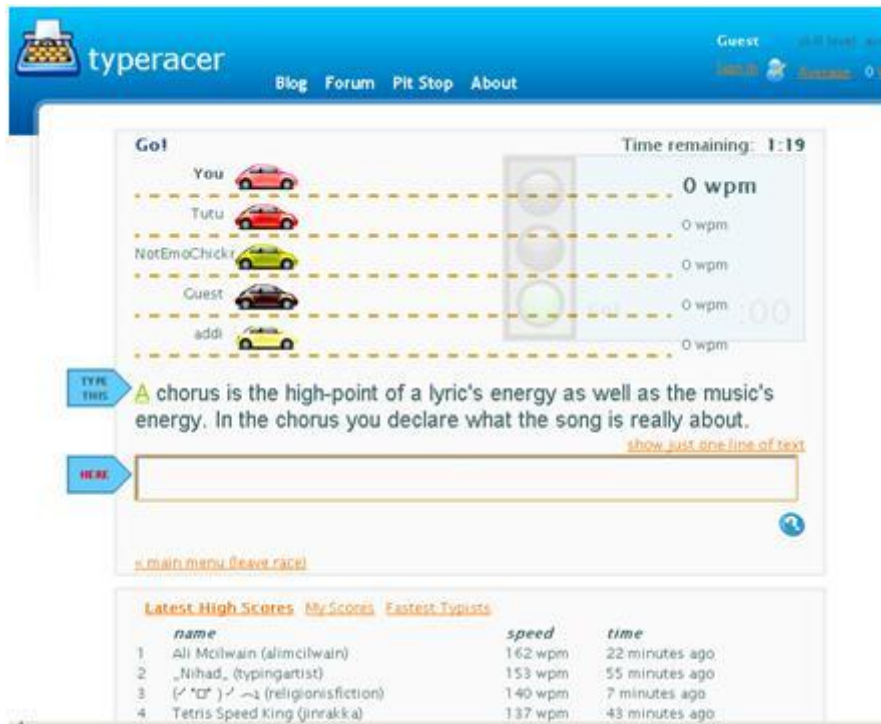 typeracer
Blog Forum Pit Stop About
Guest
Go!
Time remaining: 1:19
You 0 wpm
Tutu 0 wpm
NotEmoChickr 0 wpm
Guest 0 wpm
addi 0 wpm
:00
TYPE THIS
A chorus is the high-point of a lyric's energy as well as the music's
energy. In the chorus you declare what the song is really about.
show just one line of text
HERE
« main menu (leave race)
Latest High Scores My Scores Fastest Typists
name speed time
1 Ali Mcilwain (alimcilwain) 162 wpm 22 minutes ago
2 „Nihad„ (typingartist) 153 wpm 55 minutes ago
3 (religionisfiction) 140 wpm 7 minutes ago
4 Tetris Speed King (jinrakka) 137 wpm 43 minutes ago